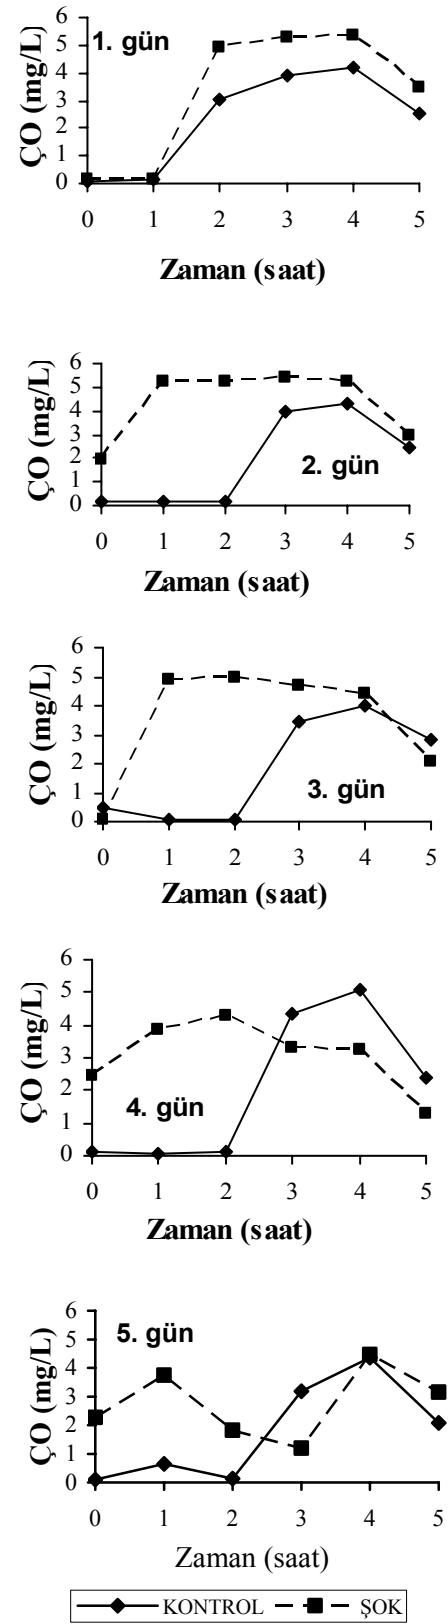 ÇO (mg/L)
6
5
4
3
2
1
0
1. gün
0 1 2 3 4 5
Zaman (saat)
ÇO (mg/L)
6
5
4
3
2
1
0
2. gün
0 1 2 3 4 5
Zaman (saat)
ÇO (mg/L)
6
5
4
3
2
1
0
3. gün
0 1 2 3 4 5
Zaman (saat)
ÇO (mg/L)
6
5
4
3
2
1
0
4. gün
0 1 2 3 4 5
Zaman (saat)
ÇO (mg/L)
6
5
4
3
2
1
0
5. gün
0 1 2 3 4 5
Zaman (saat)
KONTROL ŞOK